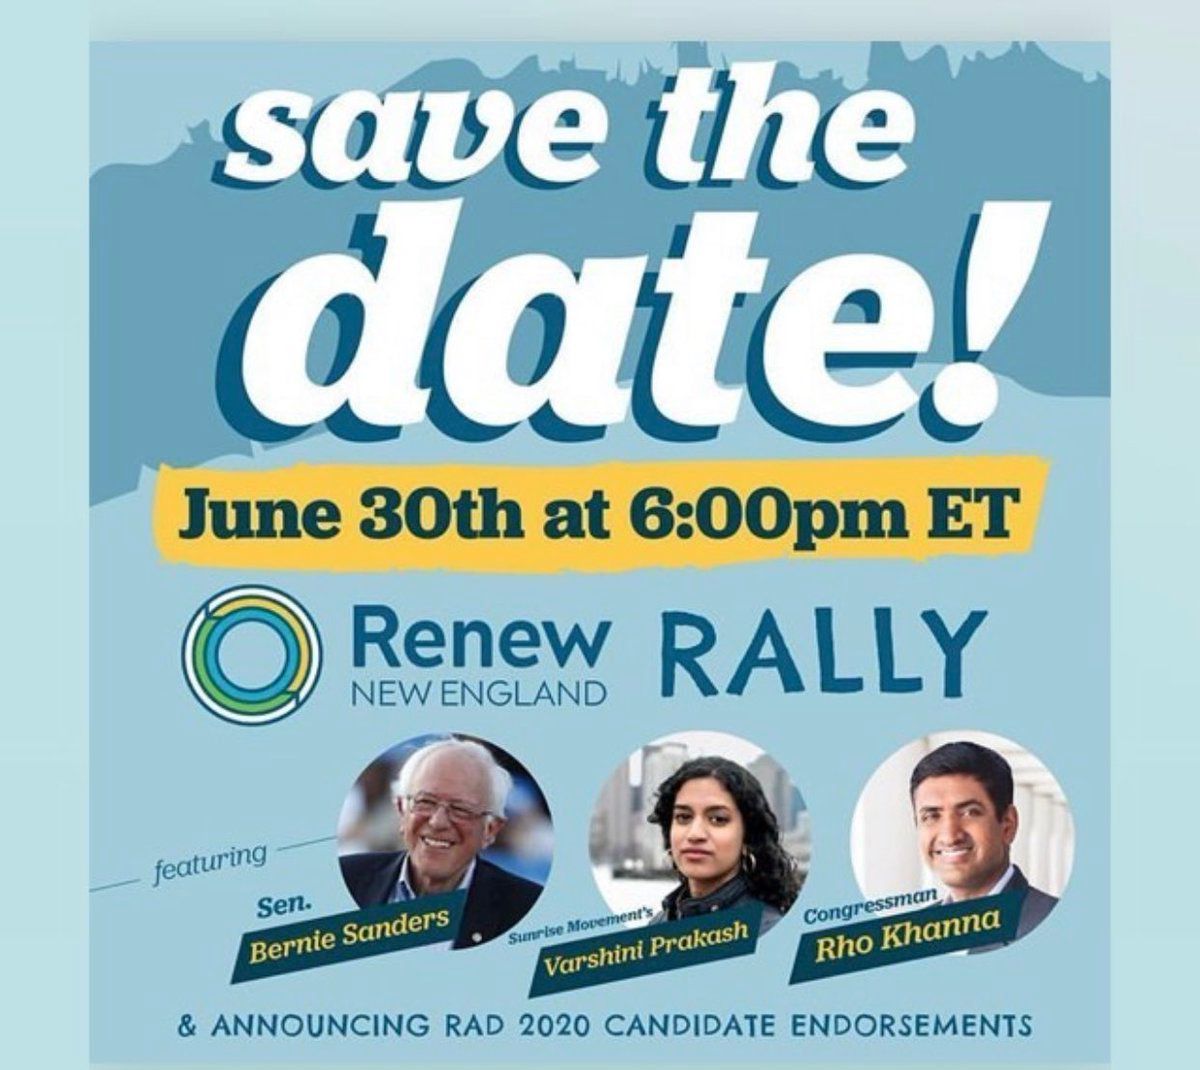 save the
date!
June 30th at 6:00pm ET
Renew
NEW ENGLAND
RALLY
featuring
Sen.
Bernie Sanders
Sunrise Movement's
Varshini Prakash
Congressman
Rho Khanna
& ANNOUNCING RAD 2020 CANDIDATE ENDORSEMENTS